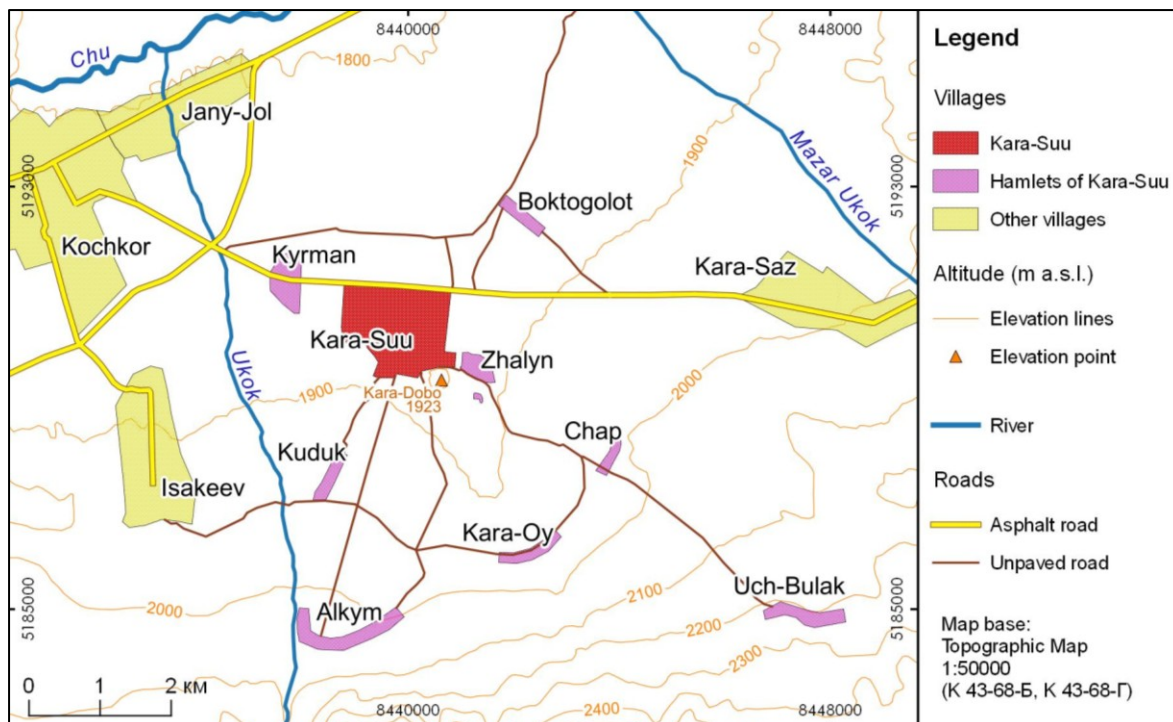 8440000
8448000
Chu
1800
Jany-Jol
1900
Mazar Ukok
5193000
5193000
Boktogolot
Kochkor
Kyrman
Kara-Saz
Kara-Suu
Zhalyn
Ukok
1900
Kara-Dobo
1923
2000
Chap
Kuduk
Isakeev
Kara-Oy
Uch-Bulak
2000
Alkym
2100
2200
2300
2400
5185000
5185000
0 1 2 км
8440000
8448000
Legend
Villages
Kara-Suu
Hamlets of Kara-Suu
Other villages
Altitude (m a.s.l.)
Elevation lines
Elevation point
River
Roads
Asphalt road
Unpaved road
Map base:
Topographic Map
1:50000
(K 43-68-Б, K 43-68-Г)